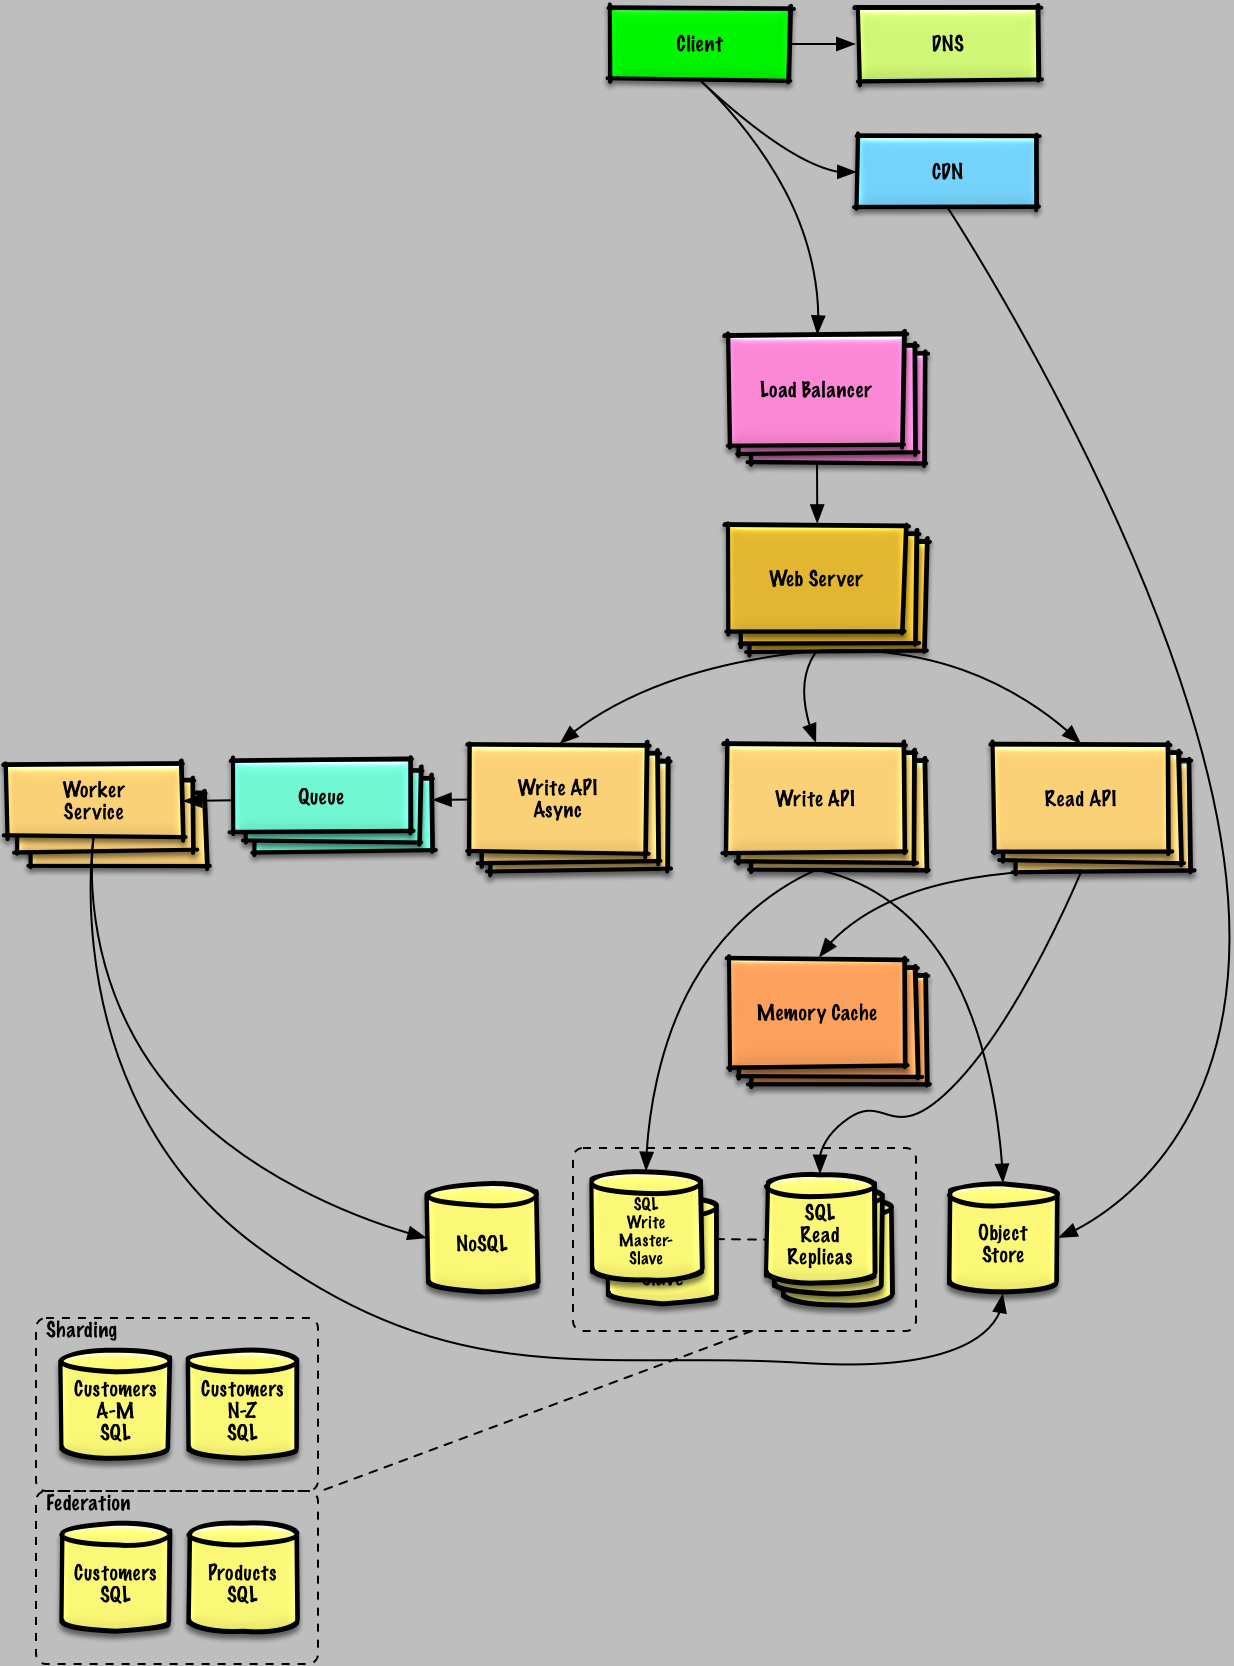 Client
DNS
CDN
Load Balancer
Web Server
Worker
Service
Queue
Write API
Async
Write API
Read API
Memory Cache
NoSQL
SQL
Write
Master-
Slave
Slave
SQL
Read
Replicas
Object
Store
Sharding
Customers
A-M
SQL
Customers
N-Z
SQL
Federation
Customers
SQL
Products
SQL